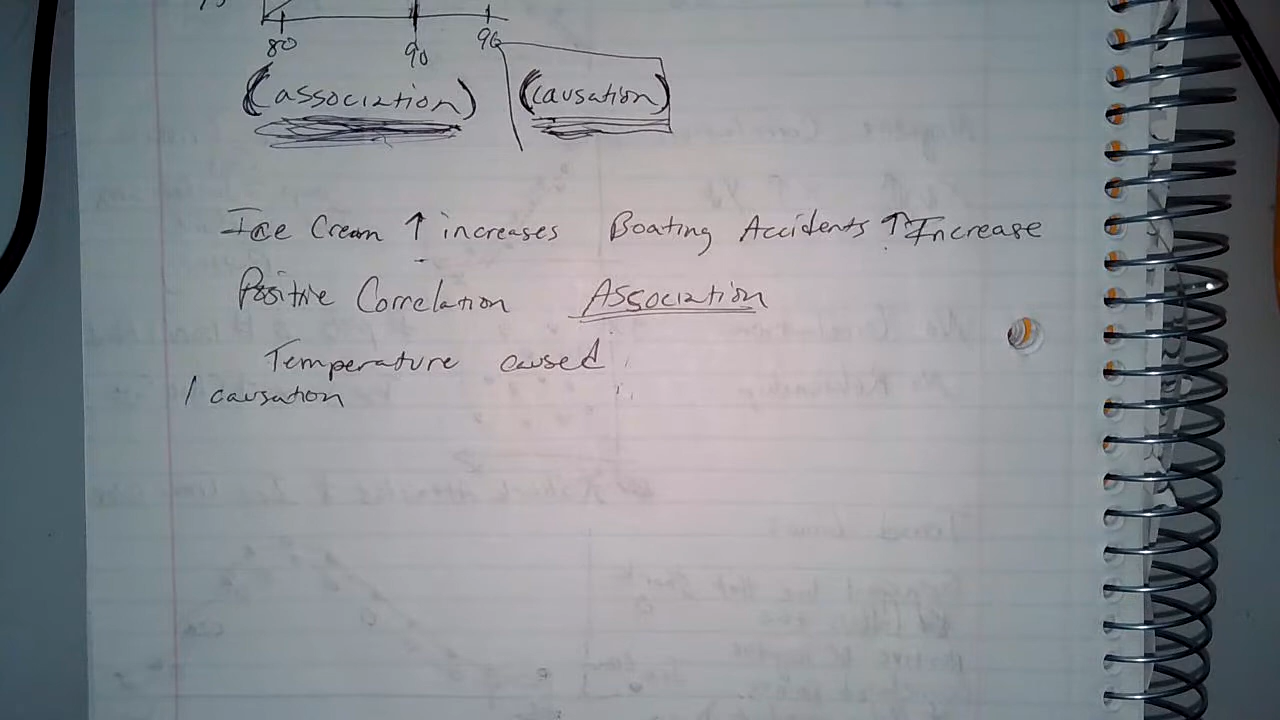 80 90 96
(association) (causation)
Ice Cream ↑ increases Boating Accidents ↑ Increase
Positive Correlation Association
Temperature caused
/ causation